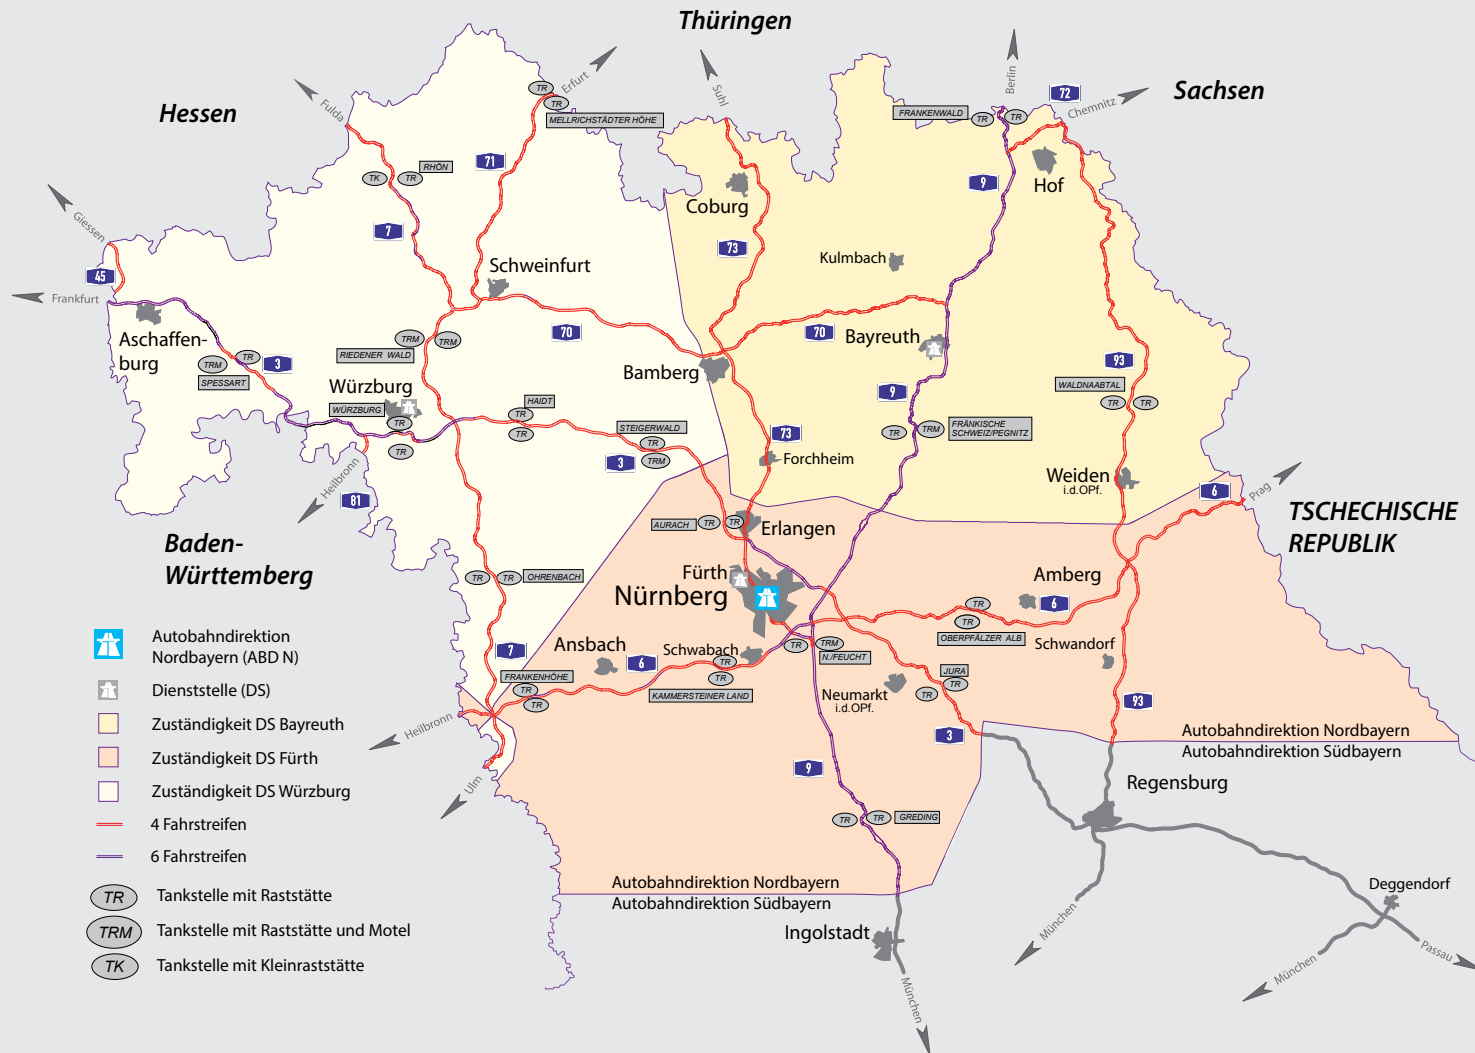 Thüringen
Hessen
Sachsen
Baden-
Württemberg
TSCHECHISCHE
REPUBLIK
Fulda
Erfurt
Suhl
Berlin
Chemnitz
Giessen
Frankfurt
Heilbronn
Heilbronn
Ulm
Prag
München
München
München
Passau
72
71
9
7
73
45
70
70
3
9
93
73
3
81
6
6
7
6
93
3
9
FRANKENWALD
TR
TR
TR
TR
MELLRICHSTÄDTER HÖHE
RHÖN
TK
TR
Hof
Coburg
Kulmbach
Schweinfurt
Aschaffen-
burg
TRM
TR
SPESSART
TRM
TRM
RIEDENER WALD
Würzburg
WÜRZBURG
TR
TR
HAIDT
TR
TR
STEIGERWALD
TR
TRM
Bamberg
Bayreuth
TR
TRM
FRÄNKISCHE
SCHWEIZ/PEGNITZ
WALDNAABTAL
TR
TR
Forchheim
Weiden
i.d.OPf.
AURACH
TR
TR
Erlangen
Fürth
Nürnberg
TR
TR
OHRENBACH
Amberg
TR
TR
OBERPFÄLZER ALB
Schwandorf
Ansbach
Schwabach
TR
TR
KAMMERSTEINER LAND
TR
TRM
N./FEUCHT
FRANKENHÖHE
TR
TR
Neumarkt
i.d.OPf.
JURA
TR
TR
TR
TR
GREDING
Autobahndirektion Nordbayern
Autobahndirektion Südbayern
Regensburg
Autobahndirektion Nordbayern
Autobahndirektion Südbayern
Ingolstadt
Deggendorf
Autobahndirektion
Nordbayern (ABD N)
Dienststelle (DS)
Zuständigkeit DS Bayreuth
Zuständigkeit DS Fürth
Zuständigkeit DS Würzburg
4 Fahrstreifen
6 Fahrstreifen
TR Tankstelle mit Raststätte
TRM Tankstelle mit Raststätte und Motel
TK Tankstelle mit Kleinraststätte